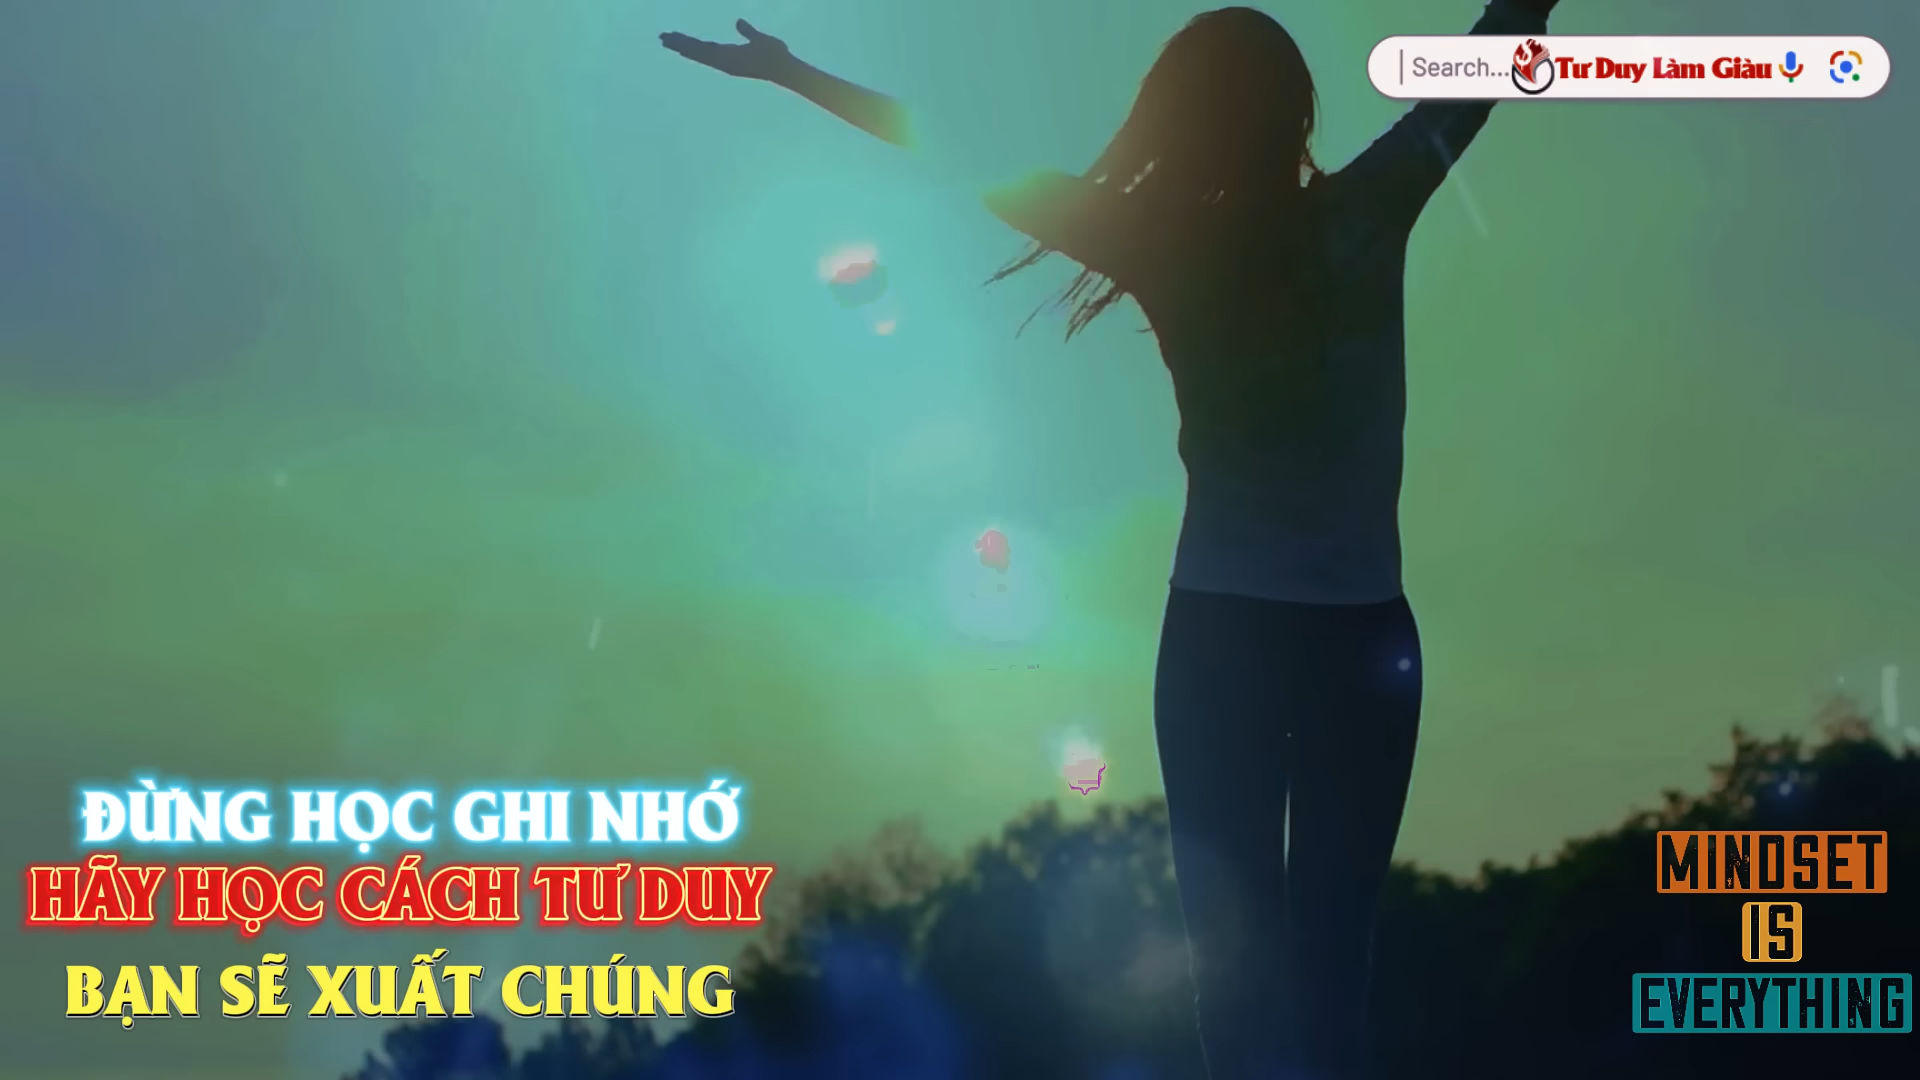 Search... Tư Duy Làm Giàu
ĐỪNG HỌC GHI NHỚ
HÃY HỌC CÁCH TƯ DUY
BẠN SẼ XUẤT CHÚNG
MINDSET
IS
EVERYTHING